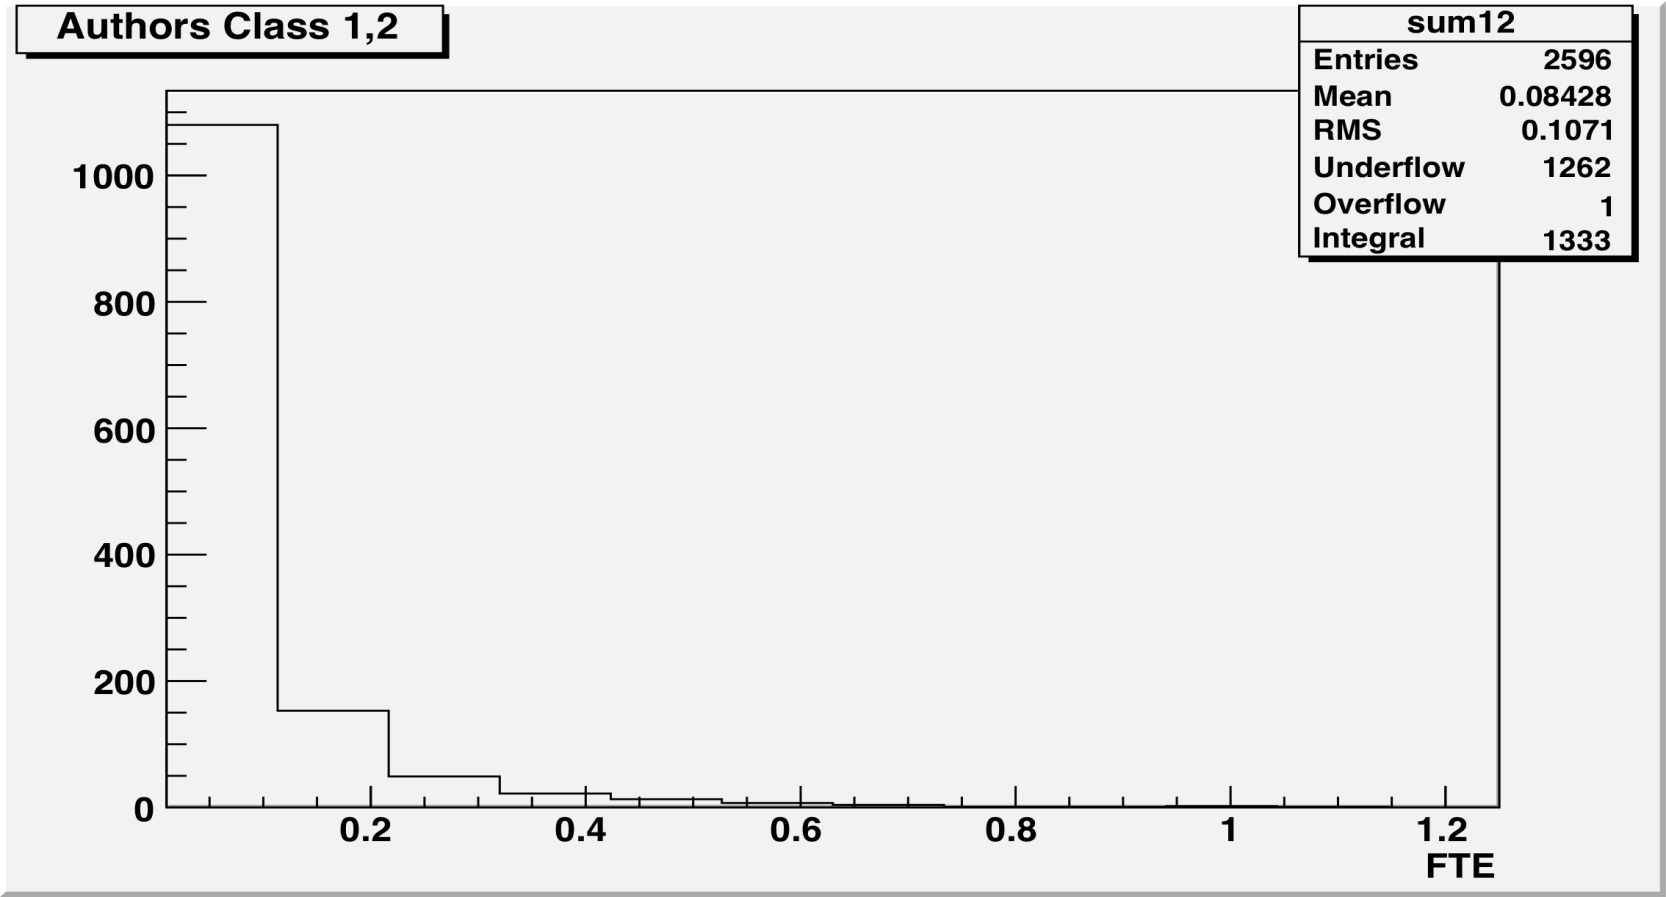 Authors Class 1,2
sum12
Entries 2596
Mean 0.08428
RMS 0.1071
Underflow 1262
Overflow 1
Integral 1333
1000
800
600
400
200
0
0.2 0.4 0.6 0.8 1 1.2
FTE